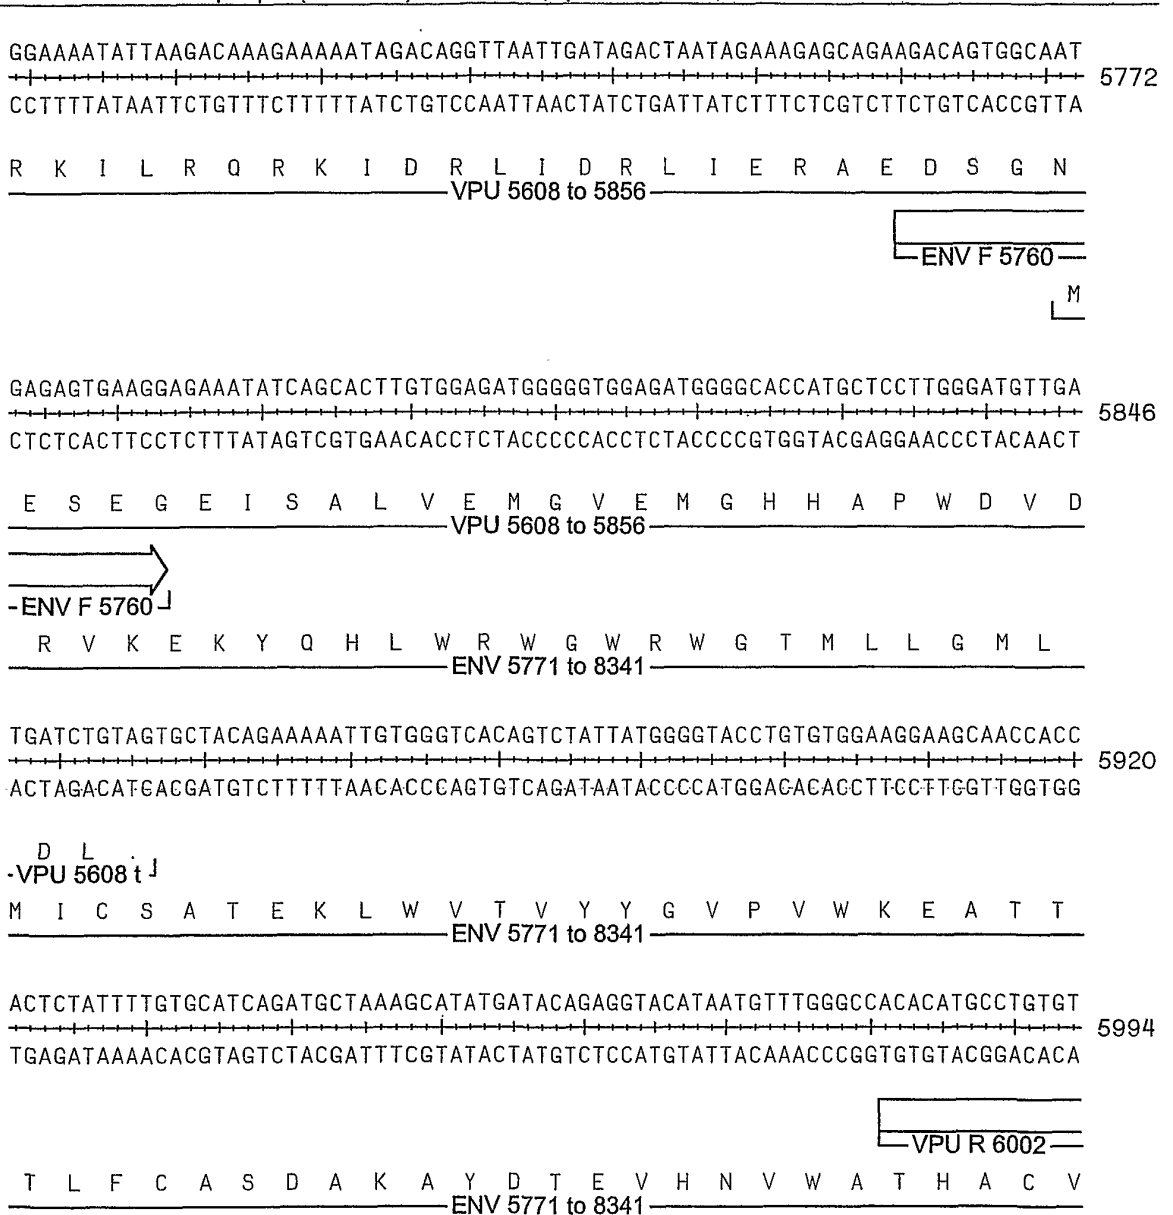 GGAAAATATTAAGACAAAGAAAAATAGACAGGTTAATTGATAGACTAATAGAAAGAGCAGAAGACAGTGGCAAT
5772
CCTTTTATAATTCTGTTTCTTTTTATCTGTCCAATTAACTATCTGATTATCTTTCTCGTCTTCTGTCACCGTTA
R K I L R Q R K I D R L I D R L I E R A E D S G N
VPU 5608 to 5856
ENV F 5760
M
GAGAGTGAAGGAGAAATATCAGCACTTGTGGAGATGGGGGTGGAGATGGGGCACCATGCTCCTTGGGATGTTGA
5846
CTCTCACTTCCTCTTTATAGTCGTGAACACCTCTACCCCCACCTCTACCCCGTGGTACGAGGAACCCTACAACT
E S E G E I S A L V E M G V E M G H H A P W D V D
VPU 5608 to 5856
ENV F 5760
R V K E K Y Q H L W R W G W R W G T M L L G M L
ENV 5771 to 8341
TGATCTGTAGTGCTACAGAAAAATTGTGGGTCACAGTCTATTATGGGGTACCTGTGTGGAAGGAAGCAACCACC
5920
ACTAGACATCACGATGTCTTTTTAACACCCAGTGTCAGATAATACCCCATGGACACACCTTCCTTCGTTGGTGG
D L .
VPU 5608 t
M I C S A T E K L W V T V Y Y G V P V W K E A T T
ENV 5771 to 8341
ACTCTATTTTGTGCATCAGATGCTAAAGCATATGATACAGAGGTACATAATGTTTGGGCCACACATGCCTGTGT
5994
TGAGATAAAACACGTAGTCTACGATTTCGTATACTATGTCTCCATGTATTACAAACCCGGTGTGTACGGACACA
VPU R 6002
T L F C A S D A K A Y D T E V H N V W A T H A C V
ENV 5771 to 8341